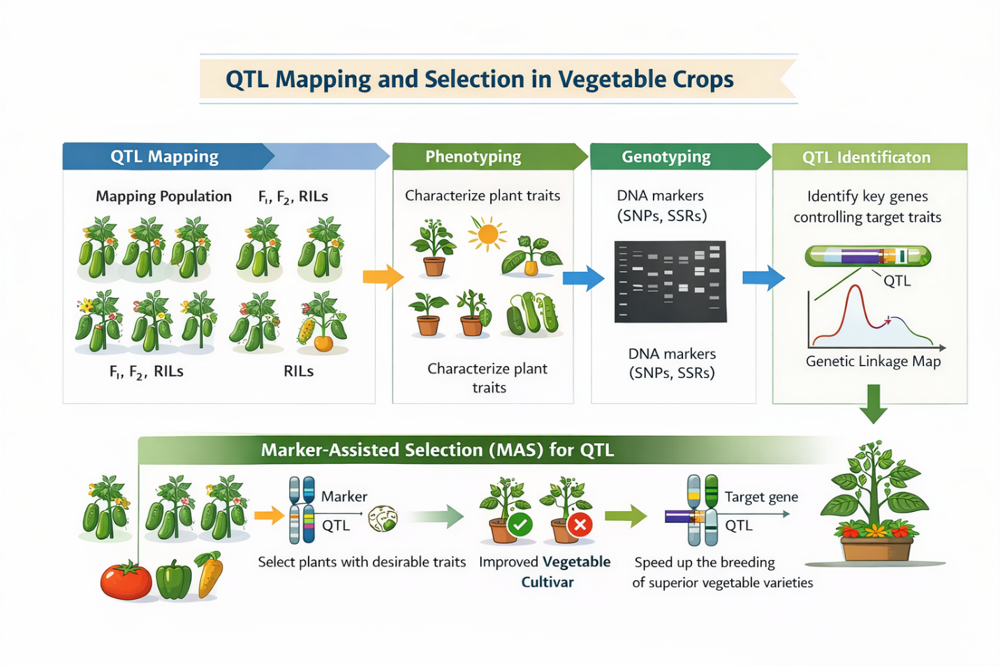 QTL Mapping and Selection in Vegetable Crops
QTL Mapping
Mapping Population
F₁, F₂, RILs
F₁, F₂, RILs
RILs
Phenotyping
Characterize plant traits
Characterize plant
traits
Genotyping
DNA markers
(SNPs, SSRs)
DNA markers
(SNPs, SSRs)
QTL Identificaton
Identify key genes
controlling target traits
QTL
Genetic Linkage Map
Marker-Assisted Selection (MAS) for QTL
Marker
QTL
Select plants with desirable traits
Improved Vegetable
Cultivar
Target gene
QTL
Speed up the breeding
of superior vegetable varieties